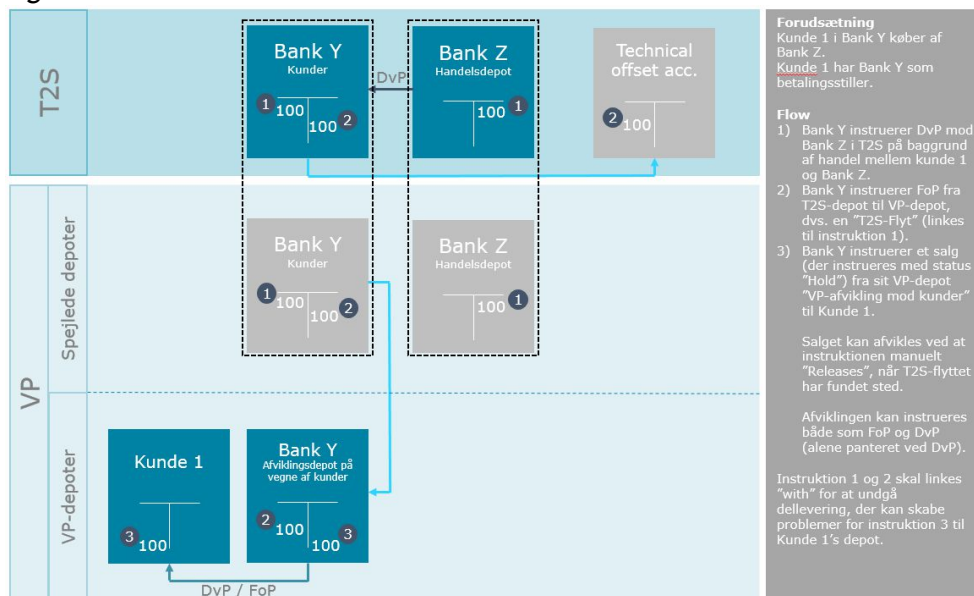 T2S
Bank Y
Kunder
1
100
100
2
DvP
Bank Z
Handelsdepot
100
1
Technical
offset acc.
2
100
VP
Spejlede depoter
Bank Y
Kunder
1
100
100
2
Bank Z
Handelsdepot
100
1
VP-depoter
Kunde 1
3
100
Bank Y
Afviklingsdepot på
vegne af kunder
2
100
100
3
DvP / FoP
Forudsætning
Kunde 1 i Bank Y køber af
Bank Z.
Kunde 1 har Bank Y som
betalingsstiller.
Flow
1) Bank Y instruerer DvP mod
Bank Z i T2S på baggrund
af handel mellem kunde 1
og Bank Z.
2) Bank Y instruerer FoP fra
T2S-depot til VP-depot,
dvs. en ”T2S-Flyt” (linkes
til instruktion 1).
3) Bank Y instruerer et salg
(der instrueres med status
”Hold”) fra sit VP-depot
”VP-afvikling mod kunder”
til Kunde 1.
Salget kan afvikles ved at
instruktionen manuelt
”Releases”, når T2S-flyttet
har fundet sted.
Afviklingen kan instrueres
både som FoP og DvP
(alene panteret ved DvP).
Instruktion 1 og 2 skal linkes
”with” for at undgå
dellevering, der kan skabe
problemer for instruktion 3 til
Kunde 1’s depot.